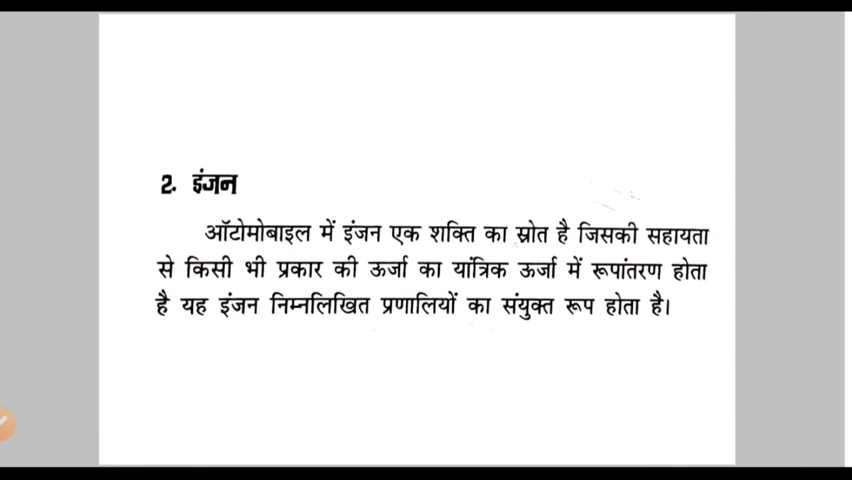 2. इंजन
ऑटोमोबाइल में इंजन एक शक्ति का स्रोत है जिसकी सहायता
से किसी भी प्रकार की ऊर्जा का यांत्रिक ऊर्जा में रूपांतरण होता
है यह इंजन निम्नलिखित प्रणालियों का संयुक्त रूप होता है।